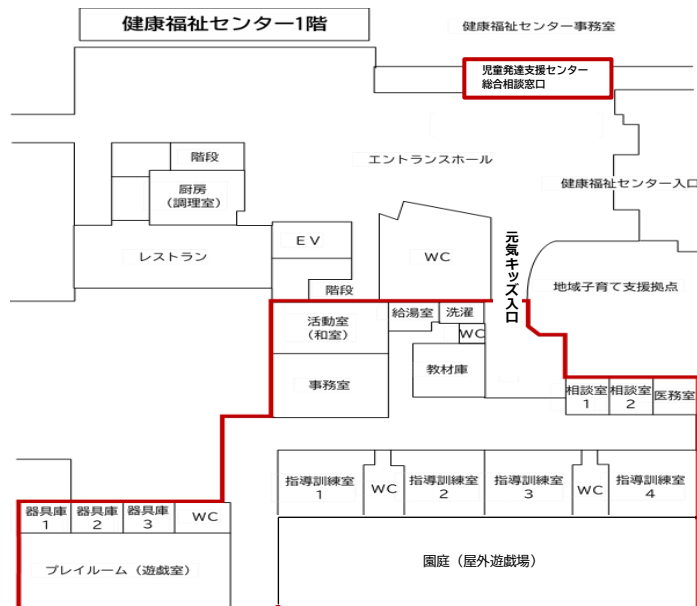 健康福祉センター1階
健康福祉センター事務室
児童発達支援センター
総合相談窓口
階段
エントランスホール
健康福祉センター入口
厨房
（調理室）
レストラン
EV
WC
元気キッズ入口
地域子育て支援拠点
階段
活動室
（和室）
給湯室
洗濯
WC
事務室
教材庫
相談室
1
相談室
2
医務室
指導訓練室
1
WC
指導訓練室
2
指導訓練室
3
WC
指導訓練室
4
器具庫
1
器具庫
2
器具庫
3
WC
プレイルーム（遊戯室）
園庭（屋外遊戯場）